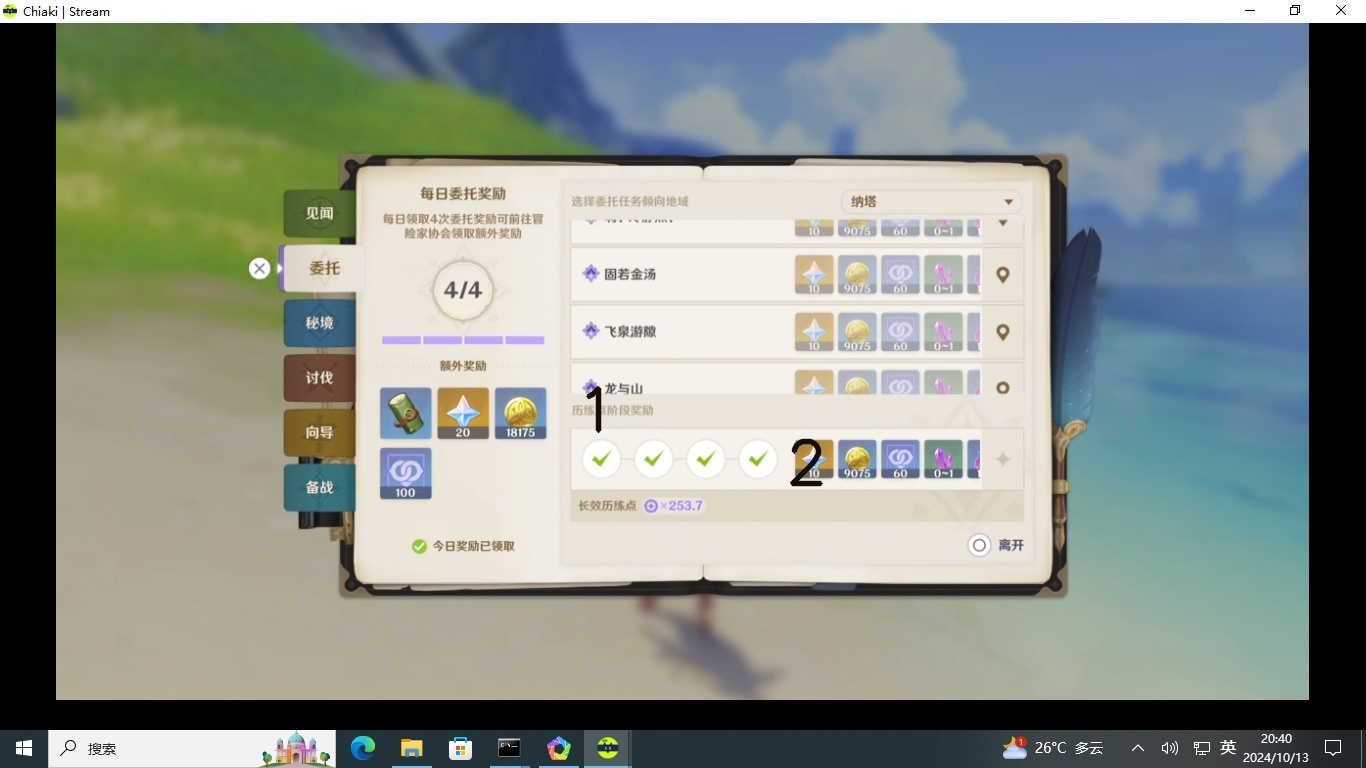 Chiaki | Stream
见闻
委托
秘境
讨伐
向导
备战
每日委托奖励
每日领取4次委托奖励可前往冒
险家协会领取额外奖励
4/4
额外奖励
20
18175
100
今日奖励已领取
选择委托任务倾向地域
纳塔
10 9075 60 0~1
固若金汤
10 9075 60 0~1
飞泉游隙
10 9075 60 0~1
龙与山
1
历练点阶段奖励
2
10 9075 60 0~1
长效历练点 ×253.7
离开
搜索
1
26°C 多云
英
20:40
2024/10/13